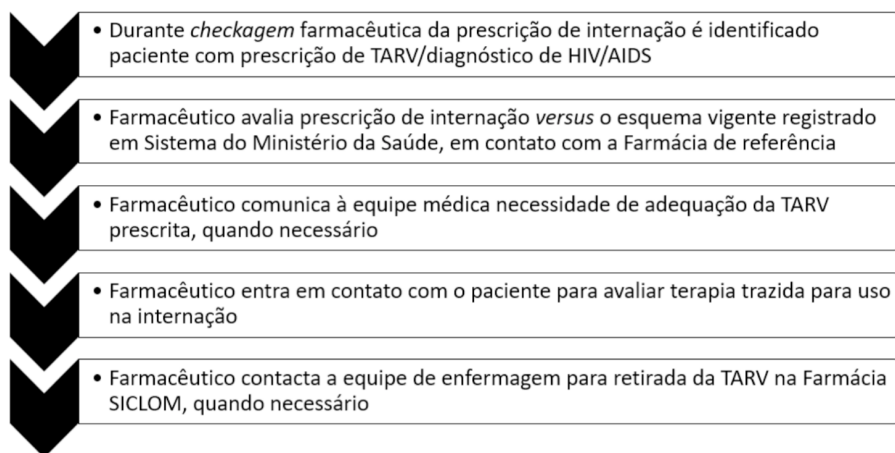 • Durante checkagem farmacêutica da prescrição de internação é identificado
paciente com prescrição de TARV/diagnóstico de HIV/AIDS
• Farmacêutico avalia prescrição de internação versus o esquema vigente registrado
em Sistema do Ministério da Saúde, em contato com a Farmácia de referência
• Farmacêutico comunica à equipe médica necessidade de adequação da TARV
prescrita, quando necessário
• Farmacêutico entra em contato com o paciente para avaliar terapia trazida para uso
na internação
• Farmacêutico contacta a equipe de enfermagem para retirada da TARV na Farmácia
SICLOM, quando necessário